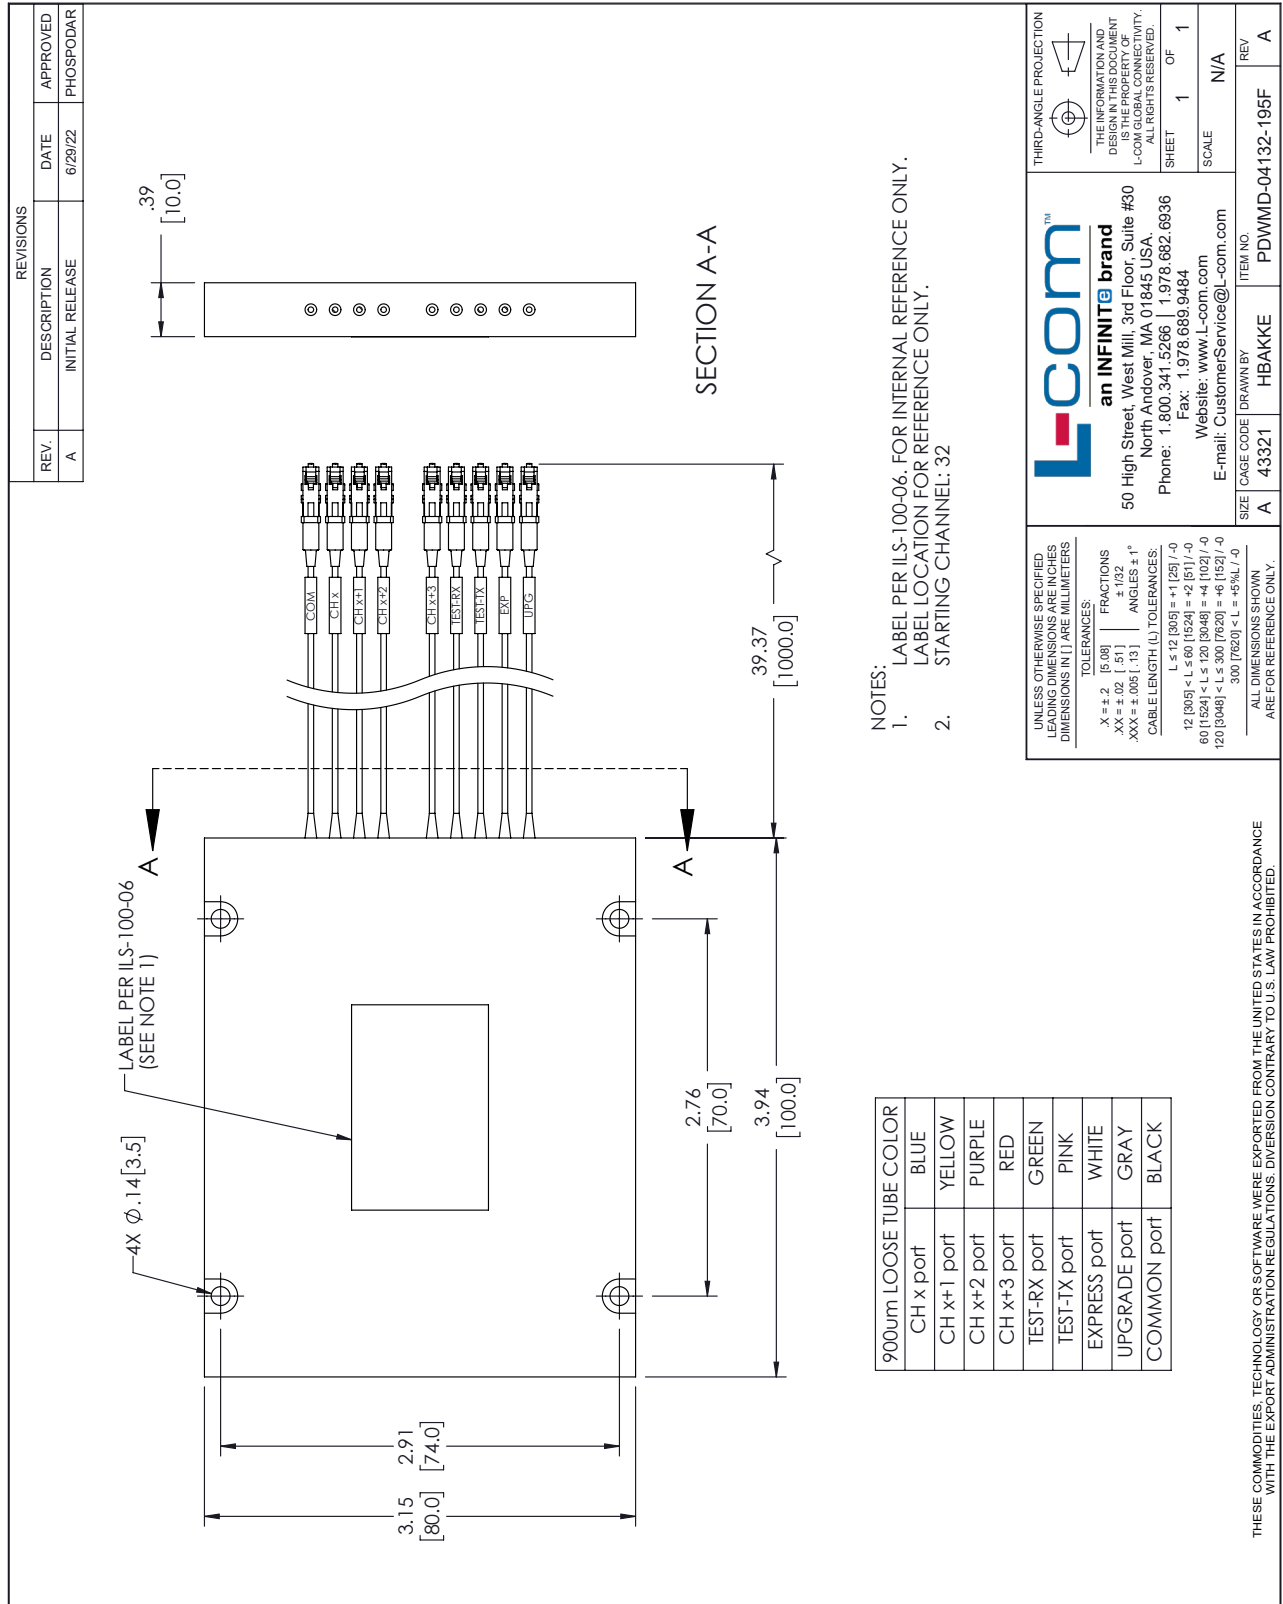 REVISIONS
REV.
DESCRIPTION
DATE
APPROVED
A
INITIAL RELEASE
6/29/22
PHOSPODAR
4X Ø.14[3.5]
LABEL PER ILS-100-06
(SEE NOTE 1)
A
A
COM
CH x
CH x+1
CH x+2
CH x+3
TEST-RX
TEST-TX
EXP
UPG
.39
[10.0]
SECTION A-A
3.15
[80.0]
2.91
[74.0]
2.76
[70.0]
3.94
[100.0]
39.37
[1000.0]
NOTES:
1. LABEL PER ILS-100-06. FOR INTERNAL REFERENCE ONLY.
LABEL LOCATION FOR REFERENCE ONLY.
2. STARTING CHANNEL: 32
900um LOOSE TUBE COLOR
CH x port BLUE
CH x+1 port YELLOW
CH x+2 port PURPLE
CH x+3 port RED
TEST-RX port GREEN
TEST-TX port PINK
EXPRESS port WHITE
UPGRADE port GRAY
COMMON port BLACK
UNLESS OTHERWISE SPECIFIED
LEADING DIMENSIONS ARE INCHES
DIMENSIONS IN [ ] ARE MILLIMETERS
TOLERANCES:
.X = ± .2 [5.08]
.XX = ± .02 [ .51 ]
.XXX = ± .005 [ .13 ]
FRACTIONS
± 1/32
ANGLES ± 1°
CABLE LENGTH (L) TOLERANCES:
L ≤ 12 [305] = +1 [25] / -0
12 [305] < L ≤ 60 [1524] = +2 [51] / -0
60 [1524] < L ≤ 120 [3048] = +4 [102] / -0
120 [3048] < L ≤ 300 [7620] = +6 [152] / -0
300 [7620] < L = +5%L / -0
ALL DIMENSIONS SHOWN
ARE FOR REFERENCE ONLY.
L-com™
an INFINITe brand
50 High Street, West Mill, 3rd Floor, Suite #30
North Andover, MA 01845 USA.
Phone: 1.800.341.5266 | 1.978.682.6936
Fax: 1.978.689.9484
Website: www.L-com.com
E-mail: CustomerService@L-com.com
THIRD-ANGLE PROJECTION
THE INFORMATION AND
DESIGN IN THIS DOCUMENT
IS THE PROPERTY OF
L-COM GLOBAL CONNECTIVITY.
ALL RIGHTS RESERVED.
SHEET 1 OF 1
SCALE N/A
SIZE
A
CAGE CODE
43321
DRAWN BY
HBAKKE
ITEM NO.
PDWMD-04132-195F
REV
A
THESE COMMODITIES, TECHNOLOGY OR SOFTWARE WERE EXPORTED FROM THE UNITED STATES IN ACCORDANCE
WITH THE EXPORT ADMINISTRATION REGULATIONS. DIVERSION CONTRARY TO U.S. LAW PROHIBITED.